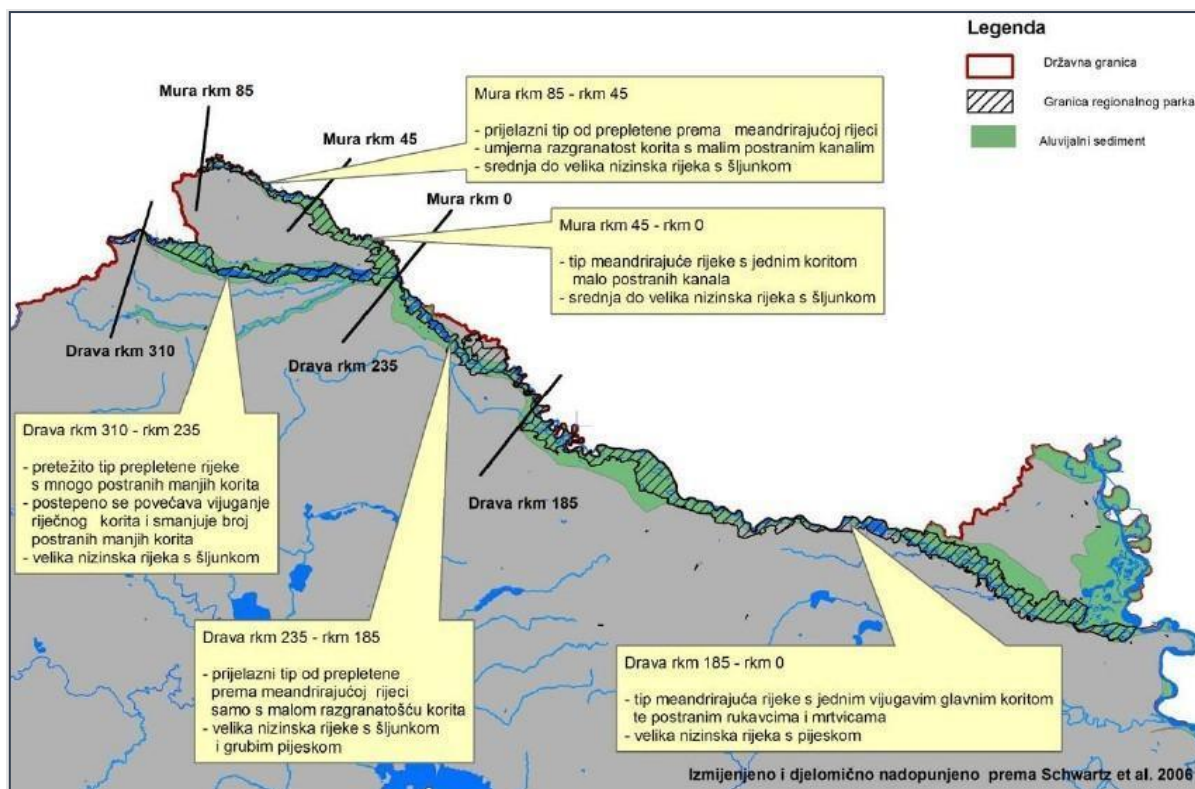 Legenda
Državna granica
Granica regionalnog parka
Aluvijalni sediment
Mura rkm 85
Mura rkm 45
Mura rkm 0
Mura rkm 85 - rkm 45
- prijelazni tip od prepletene prema meandrirajućoj rijeci
- umjerna razgranatost korita s malim postranim kanalim
- srednja do velika nizinska rijeka s šljunkom
Mura rkm 45 - rkm 0
- tip meandrirajuće rijeke s jednim koritom
malo postranih kanala
- srednja do velika nizinska rijeka s šljunkom
Drava rkm 310
Drava rkm 235
Drava rkm 185
Drava rkm 310 - rkm 235
- pretežito tip prepletene rijeke
s mnogo postranih manjih korita
- postepeno se povećava vijuganje
riječnog korita i smanjuje broj
postranih manjih korita
- velika nizinska rijeka s šljunkom
Drava rkm 235 - rkm 185
- prijelazni tip od prepletene
prema meandrirajućoj rijeci
samo s malom razgranatošću korita
- velika nizinska rijeke s šljunkom
i grubim pijeskom
Drava rkm 185 - rkm 0
- tip meandrirajuća rijeke s jednim vijugavim glavnim koritom
te postranim rukavcima i mrtvicama
- velika nizinska rijeka s pijeskom
Izmijenjeno i djelomično nadopunjeno prema Schwartz et al. 2006